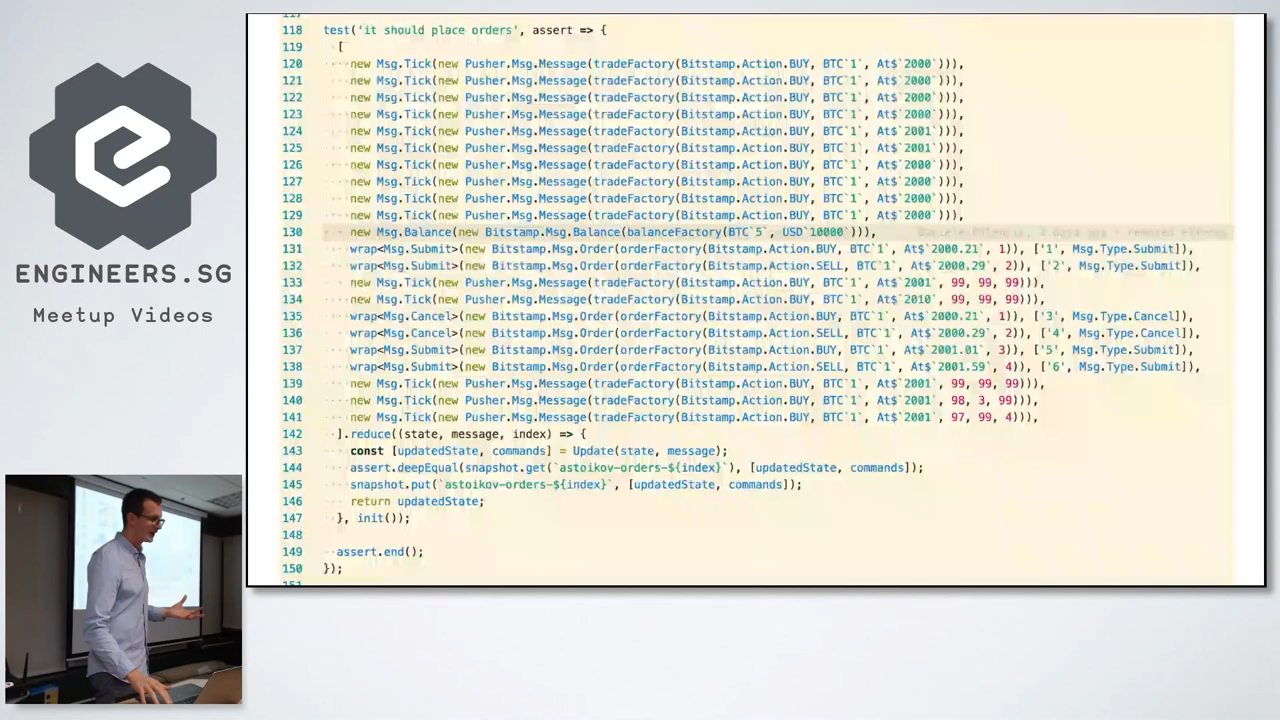 118 test('it should place orders', assert => {
119 [
120 new Msg.Tick(new Pusher.Msg.Message(tradeFactory(Bitstamp.Action.BUY, BTC`1`, At$`2000`))),
121 new Msg.Tick(new Pusher.Msg.Message(tradeFactory(Bitstamp.Action.BUY, BTC`1`, At$`2000`))),
122 new Msg.Tick(new Pusher.Msg.Message(tradeFactory(Bitstamp.Action.BUY, BTC`1`, At$`2000`))),
123 new Msg.Tick(new Pusher.Msg.Message(tradeFactory(Bitstamp.Action.BUY, BTC`1`, At$`2000`))),
124 new Msg.Tick(new Pusher.Msg.Message(tradeFactory(Bitstamp.Action.BUY, BTC`1`, At$`2001`))),
125 new Msg.Tick(new Pusher.Msg.Message(tradeFactory(Bitstamp.Action.BUY, BTC`1`, At$`2001`))),
126 new Msg.Tick(new Pusher.Msg.Message(tradeFactory(Bitstamp.Action.BUY, BTC`1`, At$`2000`))),
127 new Msg.Tick(new Pusher.Msg.Message(tradeFactory(Bitstamp.Action.BUY, BTC`1`, At$`2000`))),
128 new Msg.Tick(new Pusher.Msg.Message(tradeFactory(Bitstamp.Action.BUY, BTC`1`, At$`2000`))),
129 new Msg.Tick(new Pusher.Msg.Message(tradeFactory(Bitstamp.Action.BUY, BTC`1`, At$`2000`))),
130 new Msg.Balance(new Bitstamp.Msg.Balance(balanceFactory(BTC`5`, USD`10000`))),
131 wrap<Msg.Submit>(new Bitstamp.Msg.Order(orderFactory(Bitstamp.Action.BUY, BTC`1`, At$`2000.21`, 1)), ['1', Msg.Type.Submit]),
132 wrap<Msg.Submit>(new Bitstamp.Msg.Order(orderFactory(Bitstamp.Action.SELL, BTC`1`, At$`2000.29`, 2)), ['2', Msg.Type.Submit]),
133 new Msg.Tick(new Pusher.Msg.Message(tradeFactory(Bitstamp.Action.BUY, BTC`1`, At$`2001`, 99, 99, 99))),
134 new Msg.Tick(new Pusher.Msg.Message(tradeFactory(Bitstamp.Action.BUY, BTC`1`, At$`2010`, 99, 99, 99))),
135 wrap<Msg.Cancel>(new Bitstamp.Msg.Order(orderFactory(Bitstamp.Action.BUY, BTC`1`, At$`2000.21`, 1)), ['3', Msg.Type.Cancel]),
136 wrap<Msg.Cancel>(new Bitstamp.Msg.Order(orderFactory(Bitstamp.Action.SELL, BTC`1`, At$`2000.29`, 2)), ['4', Msg.Type.Cancel]),
137 wrap<Msg.Submit>(new Bitstamp.Msg.Order(orderFactory(Bitstamp.Action.BUY, BTC`1`, At$`2001.01`, 3)), ['5', Msg.Type.Submit]),
138 wrap<Msg.Submit>(new Bitstamp.Msg.Order(orderFactory(Bitstamp.Action.SELL, BTC`1`, At$`2001.59`, 4)), ['6', Msg.Type.Submit]),
139 new Msg.Tick(new Pusher.Msg.Message(tradeFactory(Bitstamp.Action.BUY, BTC`1`, At$`2001`, 99, 99, 99))),
140 new Msg.Tick(new Pusher.Msg.Message(tradeFactory(Bitstamp.Action.BUY, BTC`1`, At$`2001`, 98, 3, 99))),
141 new Msg.Tick(new Pusher.Msg.Message(tradeFactory(Bitstamp.Action.BUY, BTC`1`, At$`2001`, 97, 99, 4))),
142 ].reduce((state, message, index) => {
143 const [updatedState, commands] = Update(state, message);
144 assert.deepEqual(snapshot.get(`astoikov-orders-${index}`), [updatedState, commands]);
145 snapshot.put(`astoikov-orders-${index}`, [updatedState, commands]);
146 return updatedState;
147 }, init());
148
149 assert.end();
150 });
ENGINEERS.SG
Meetup Videos